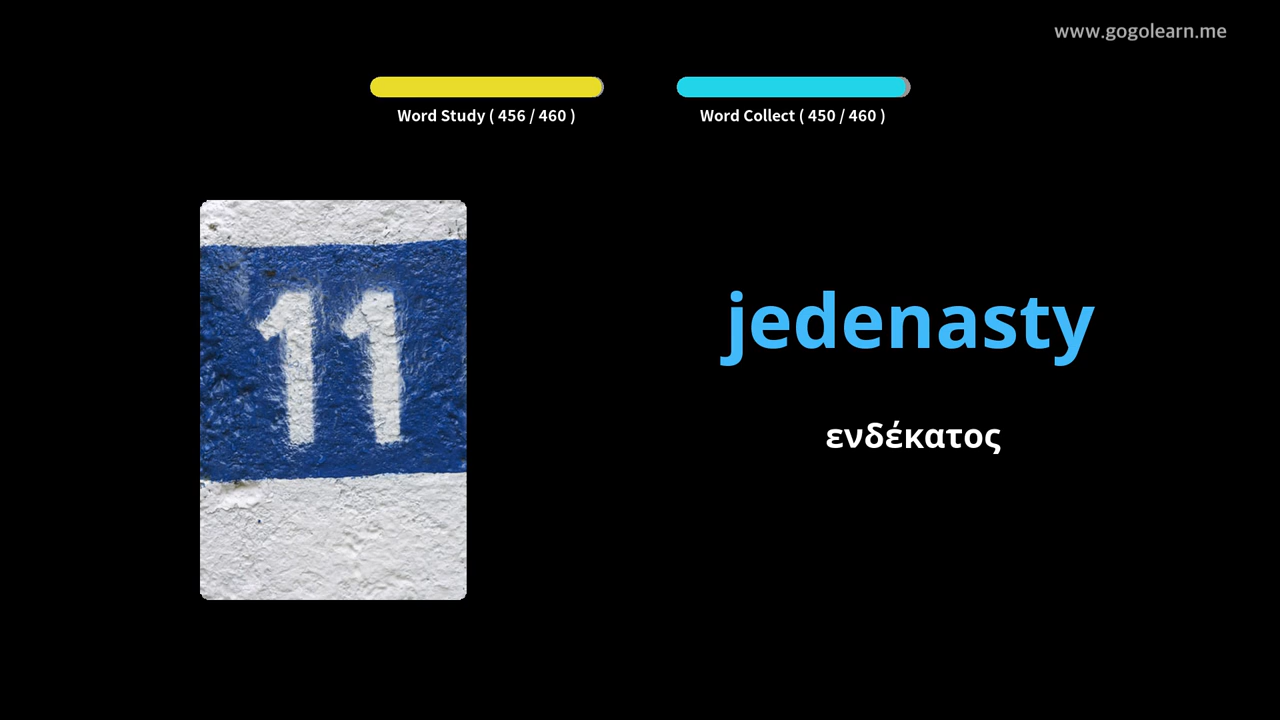 www.gogolearn.me
Word Study ( 456 / 460 )
Word Collect ( 450 / 460 )
11
jedenasty
ενδέκατος